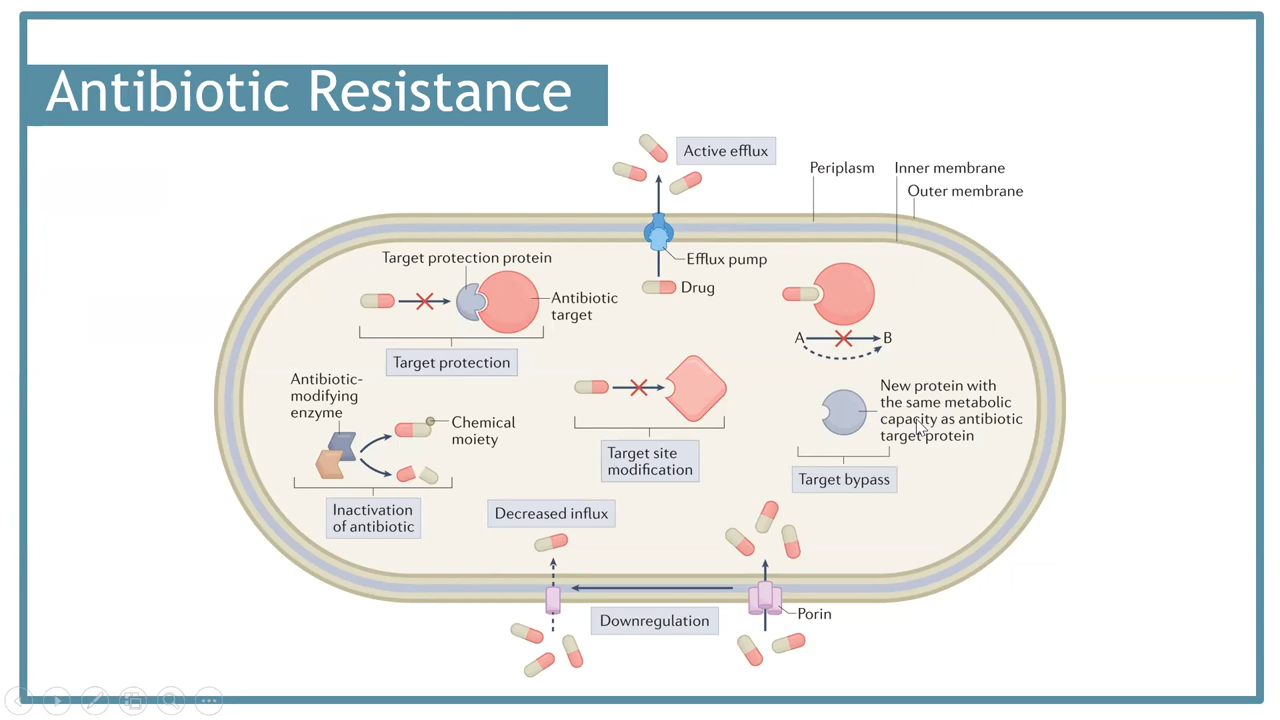 Antibiotic Resistance
Active efflux
Periplasm
Inner membrane
Outer membrane
Target protection protein
Efflux pump
Drug
Antibiotic
target
A
B
Target protection
Antibiotic-
modifying
enzyme
Chemical
moiety
New protein with
the same metabolic
capacity as antibiotic
target protein
Target site
modification
Target bypass
Inactivation
of antibiotic
Decreased influx
Downregulation
Porin